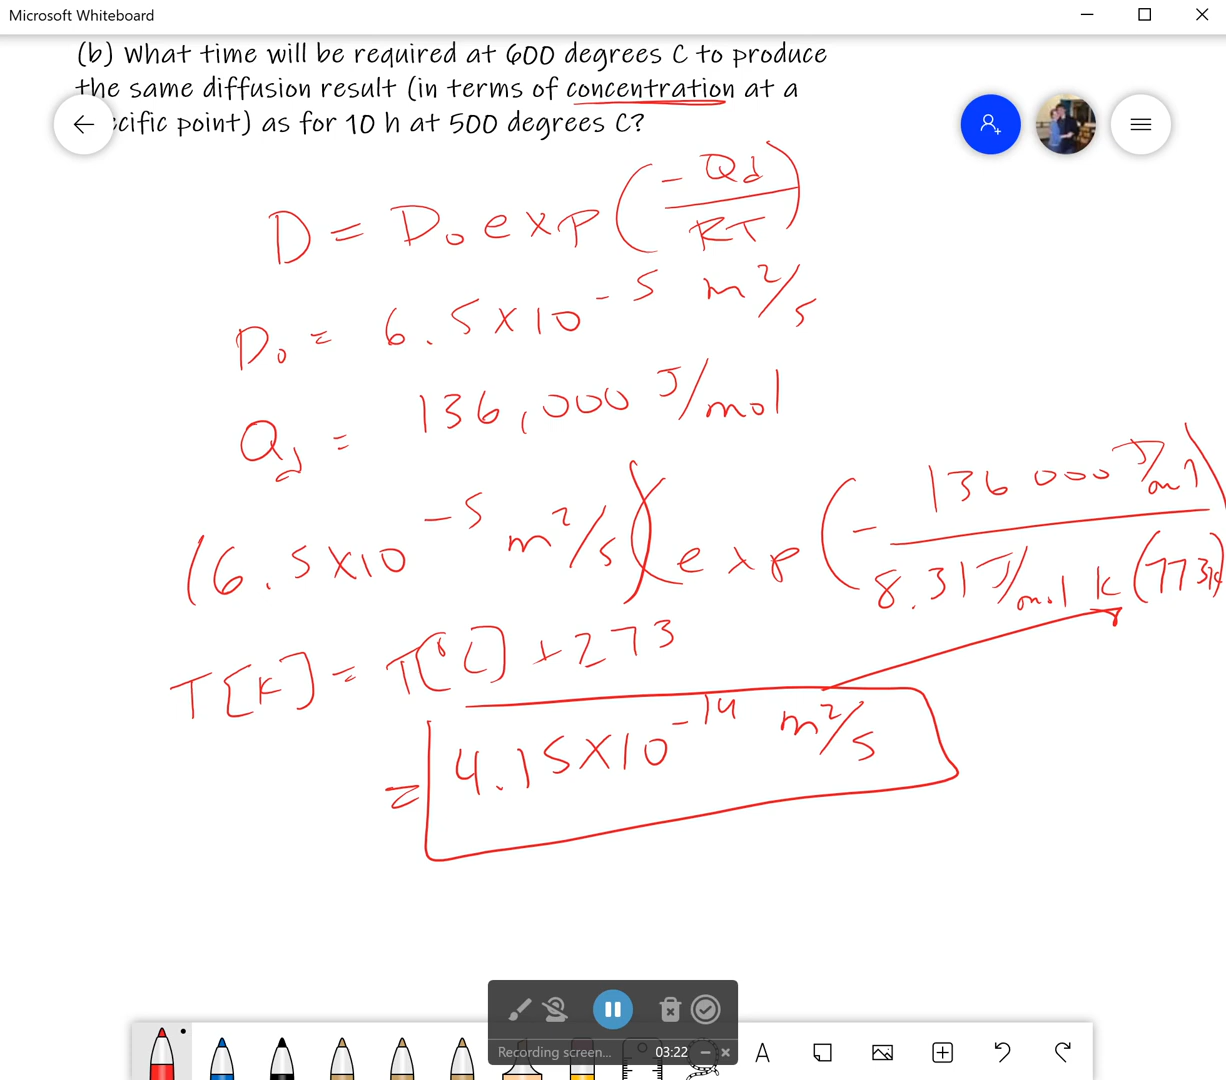 Microsoft Whiteboard
(b) What time will be required at 600 degrees C to produce
the same diffusion result (in terms of concentration at a
cific point) as for 10 h at 500 degrees C?
D = D₀ exp (-Qd/RT)
D₀ = 6.5×10⁻⁵ m²/s
Qd = 136,000 J/mol
(6.5×10⁻⁵ m²/s)(exp(- 136 000 J/mol / 8.31 J/mol K (773K)
T[K] = T[°C] + 273
= 4.15×10⁻¹⁴ m²/s
Recording screen... 03:22
A